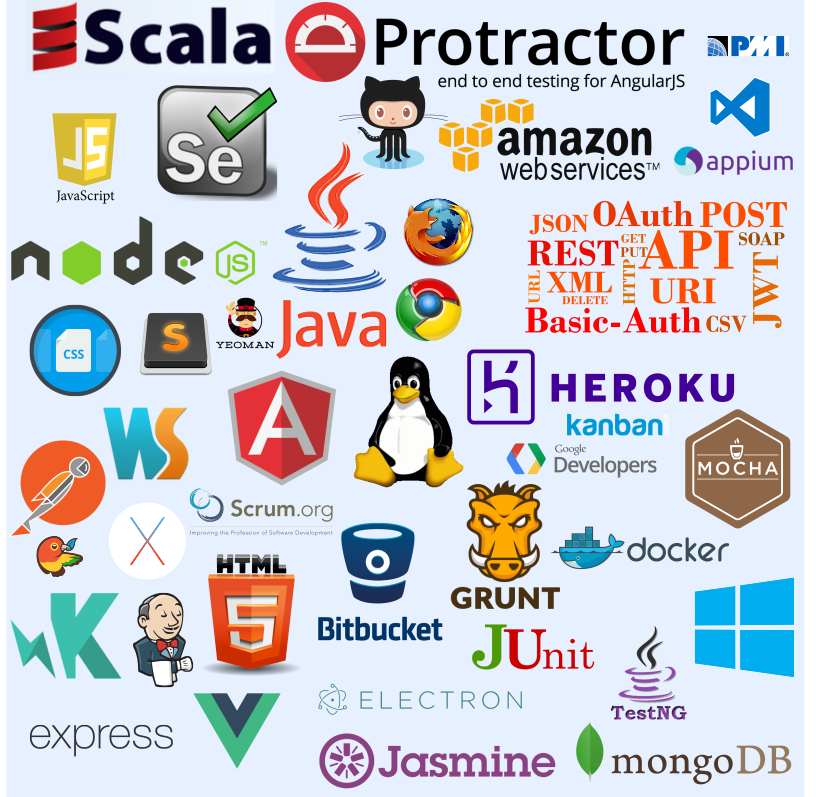 Scala
Protractor
end to end testing for AngularJS
PMI
JS
JavaScript
Se
amazon
webservices™
appium
node
JS™
Java
JSON OAuth POST
REST GET PUT API SOAP
URL XML DELETE HTTP URI JWT
Basic-Auth CSV
CSS
S
YEOMAN
A
HEROKU
kanban
Google
Developers
MOCHA
WS
Scrum.org
Improving the Profession of Software Development
X
HTML
5
Bitbucket
GRUNT
docker
K
JUnit
TestNG
ELECTRON
express
Jasmine
mongoDB